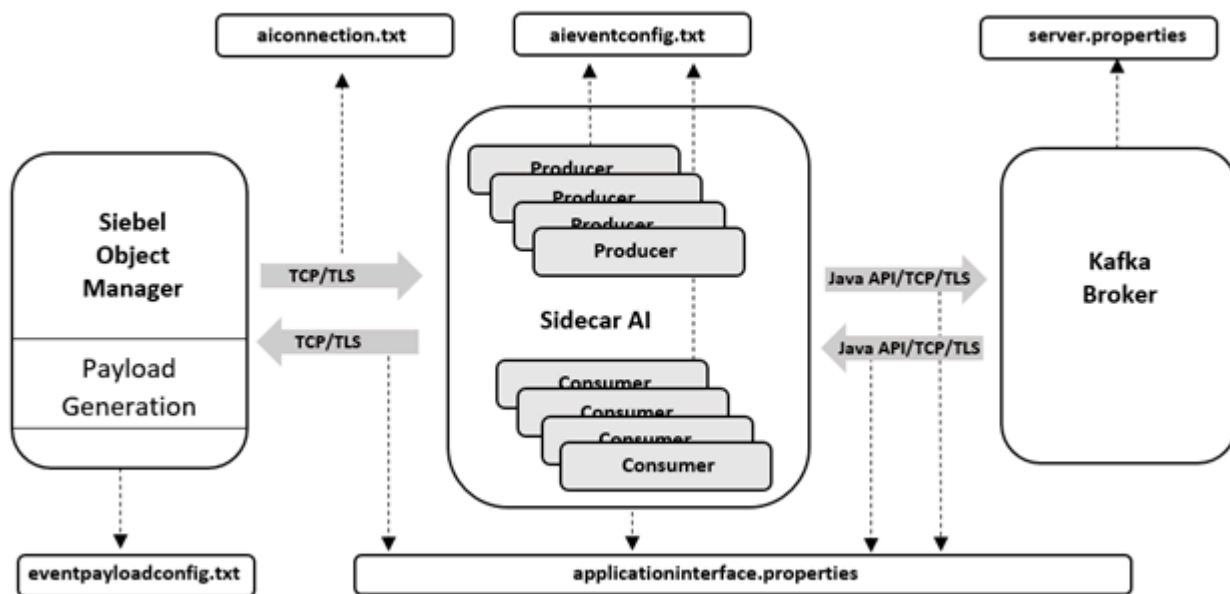 aiconnection.txt
aieventconfig.txt
server.properties
Siebel
Object
Manager
Payload
Generation
TCP/TLS
TCP/TLS
Producer
Producer
Producer
Producer
Sidecar AI
Consumer
Consumer
Consumer
Consumer
Java API/TCP/TLS
Java API/TCP/TLS
Kafka
Broker
eventpayloadconfig.txt
applicationinterface.properties